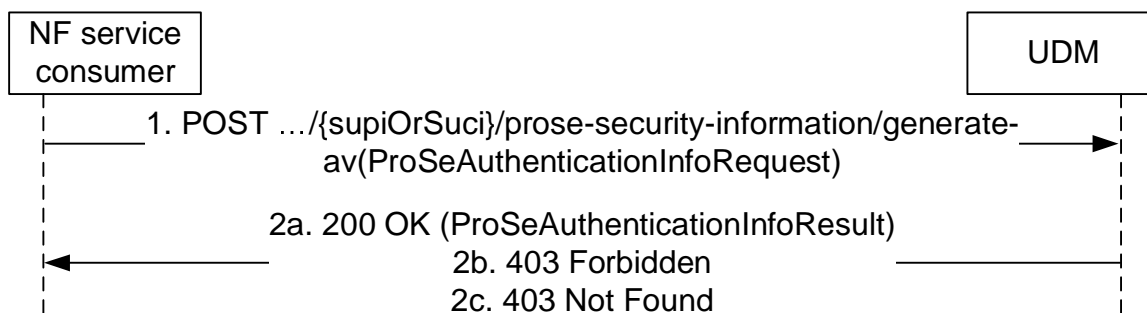 NF service
consumer
UDM
1. POST …/{supiOrSuci}/prose-security-information/generate-
av(ProSeAuthenticationInfoRequest)
2a. 200 OK (ProSeAuthenticationInfoResult)
2b. 403 Forbidden
2c. 403 Not Found